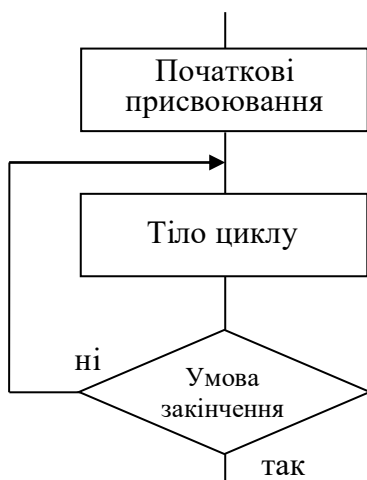 Початкові
присвоювання
Тіло циклу
ні
Умова
закінчення
так